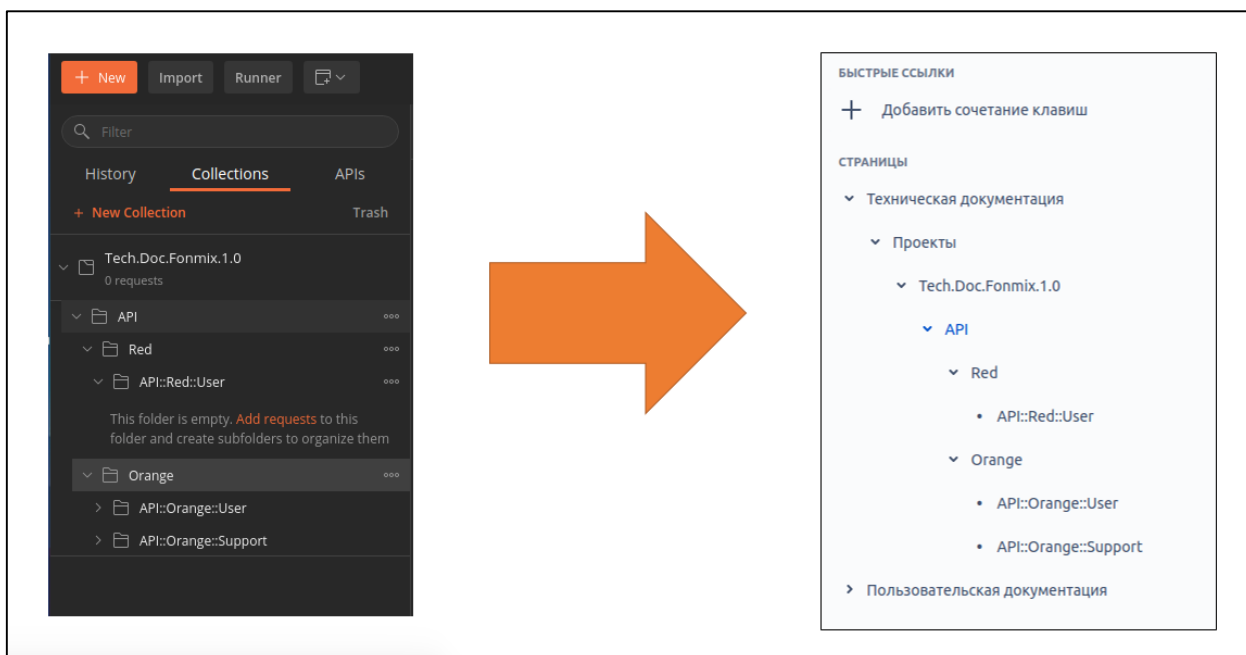 + New Import Runner
Filter
History Collections APIs
+ New Collection Trash
Tech.Doc.Fonmix.1.0
0 requests
API
Red
API::Red::User
This folder is empty. Add requests to this
folder and create subfolders to organize them
Orange
API::Orange::User
API::Orange::Support
БЫСТРЫЕ ССЫЛКИ
Добавить сочетание клавиш
СТРАНИЦЫ
Техническая документация
Проекты
Tech.Doc.Fonmix.1.0
API
Red
• API::Red::User
Orange
• API::Orange::User
• API::Orange::Support
Пользовательская документация